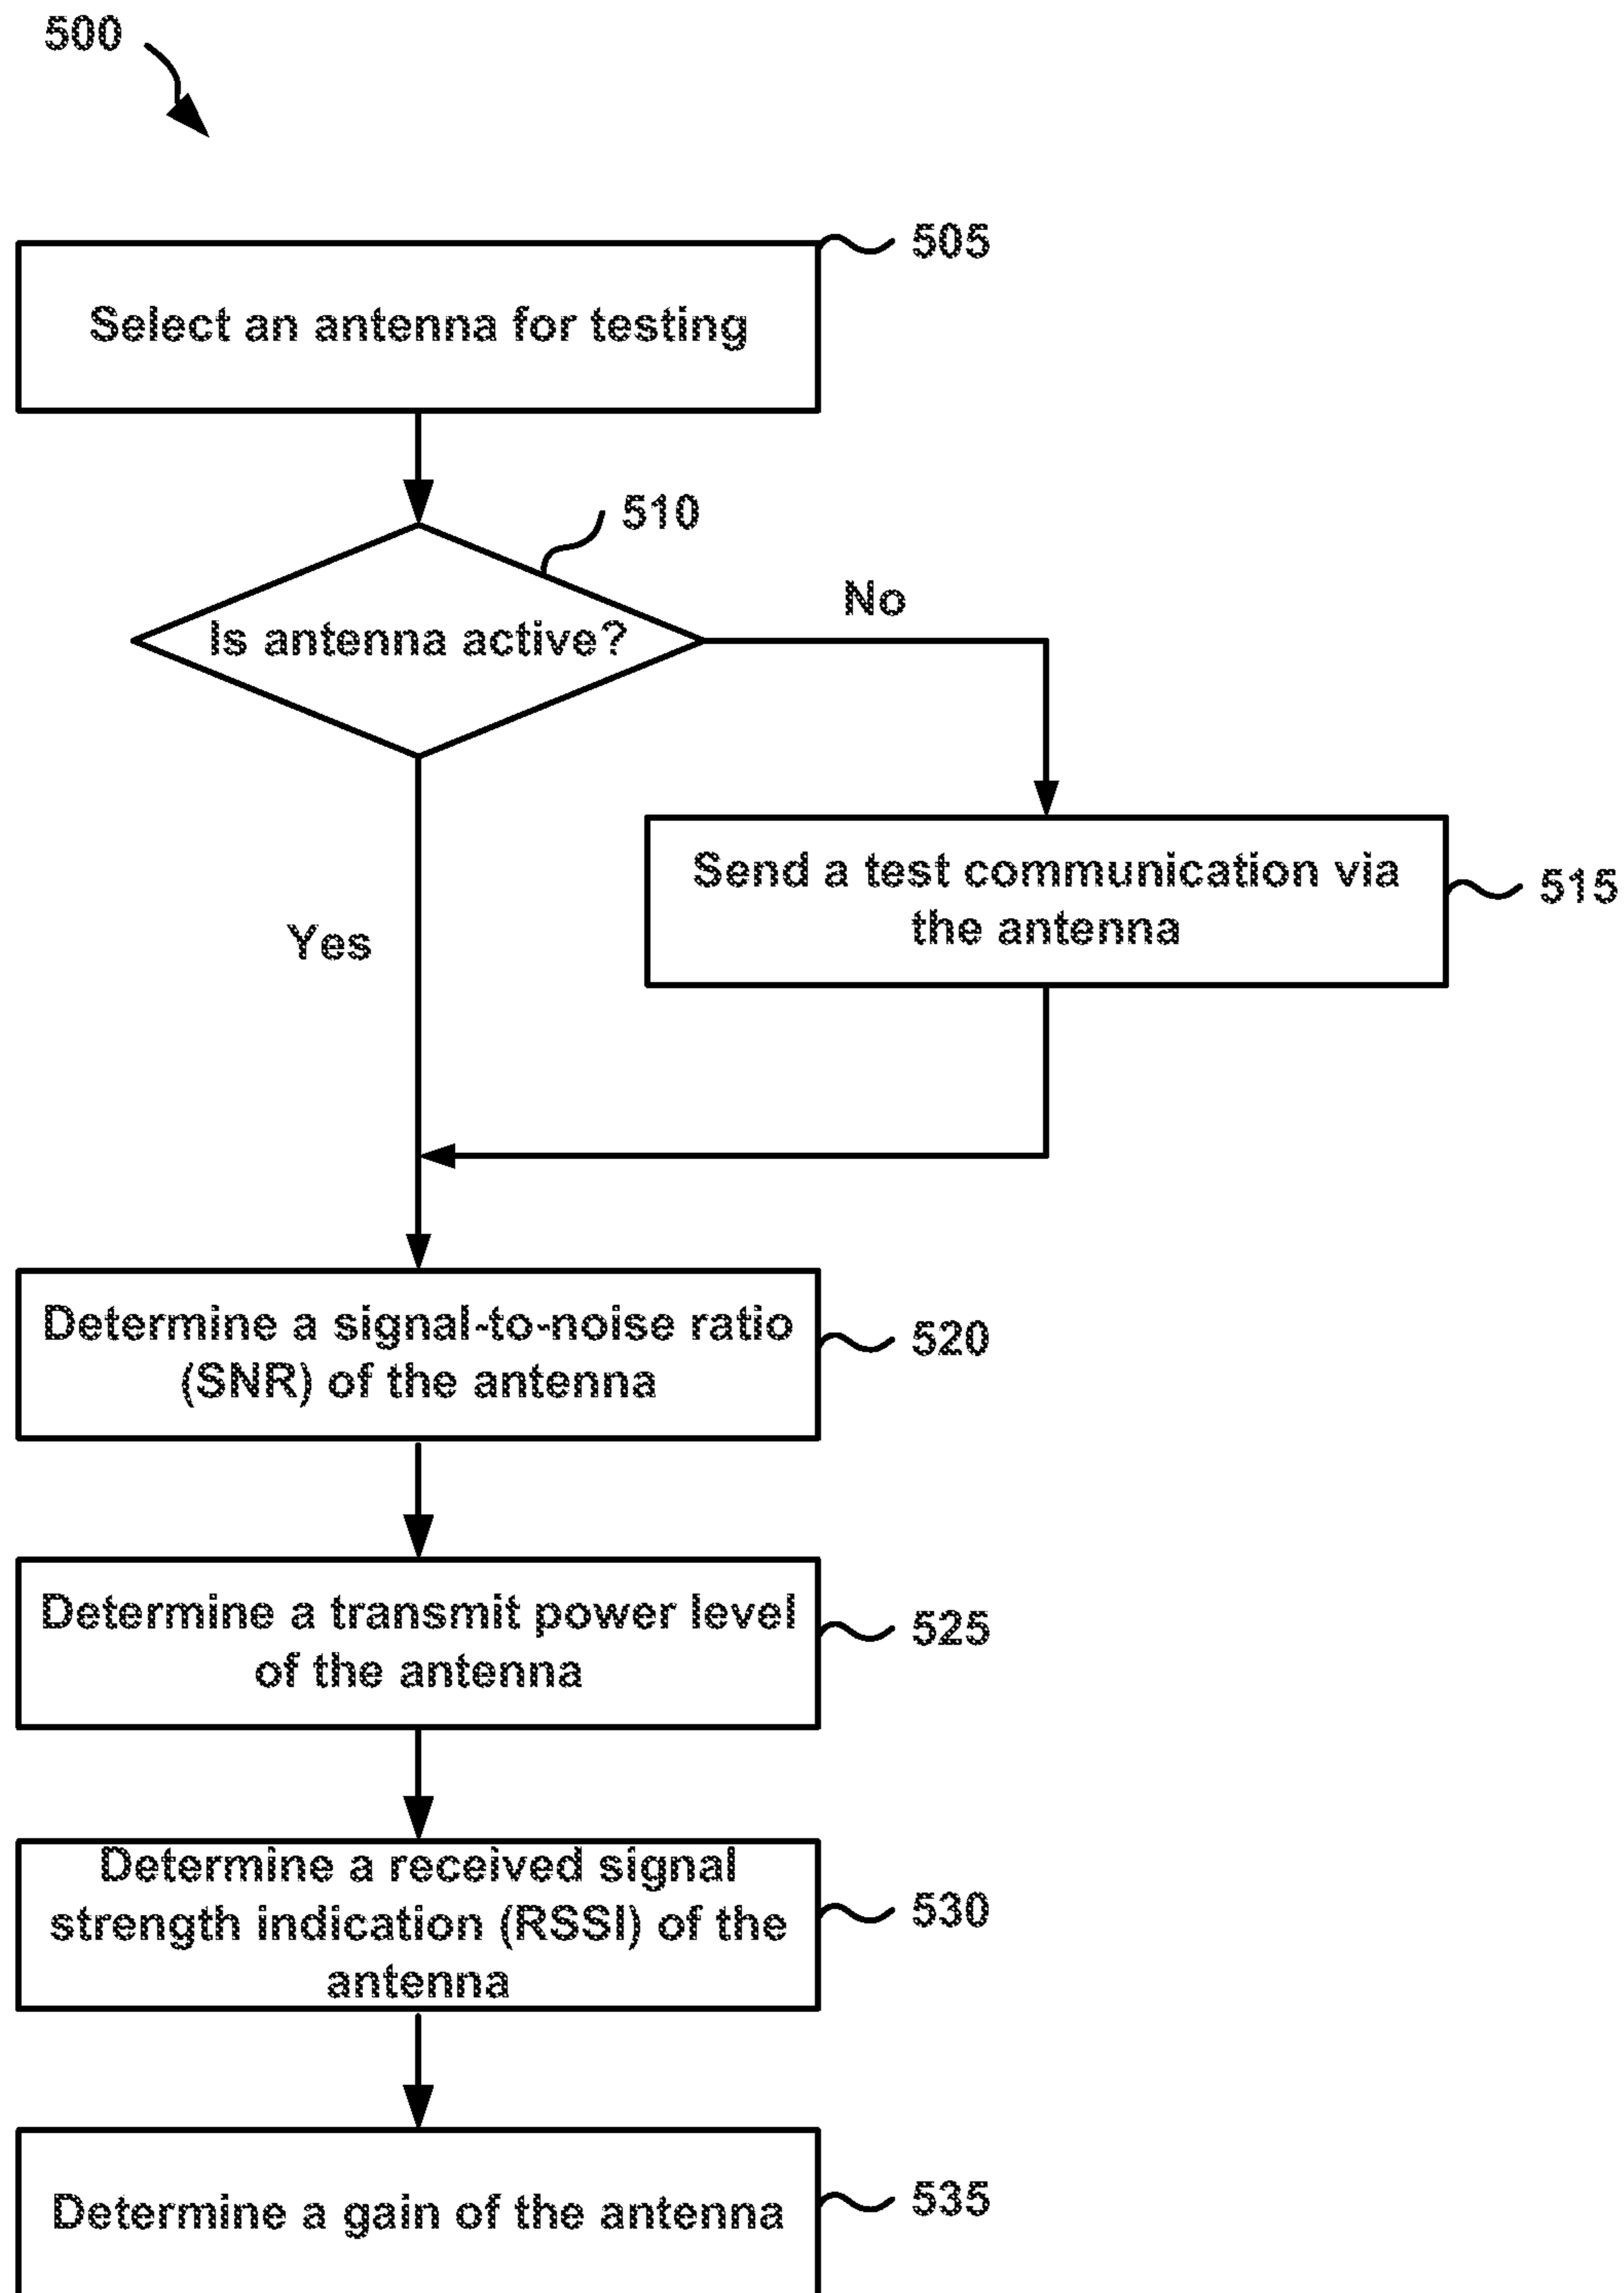 500
505
Select an antenna for testing
510
Is antenna active?
No
Send a test communication via
the antenna
515
Yes
Determine a signal-to-noise ratio
(SNR) of the antenna
520
Determine a transmit power level
of the antenna
525
Determine a received signal
strength indication (RSSI) of the
antenna
530
Determine a gain of the antenna
535